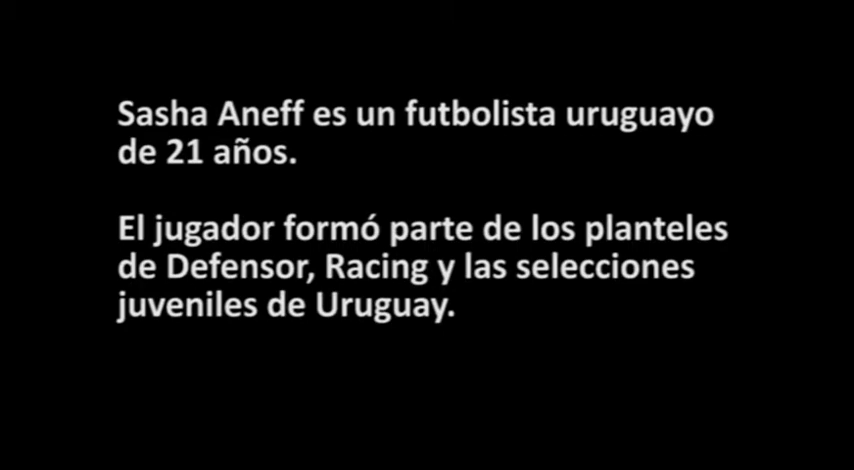 Sasha Aneff es un futbolista uruguayo
de 21 años.
El jugador formó parte de los planteles
de Defensor, Racing y las selecciones
juveniles de Uruguay.